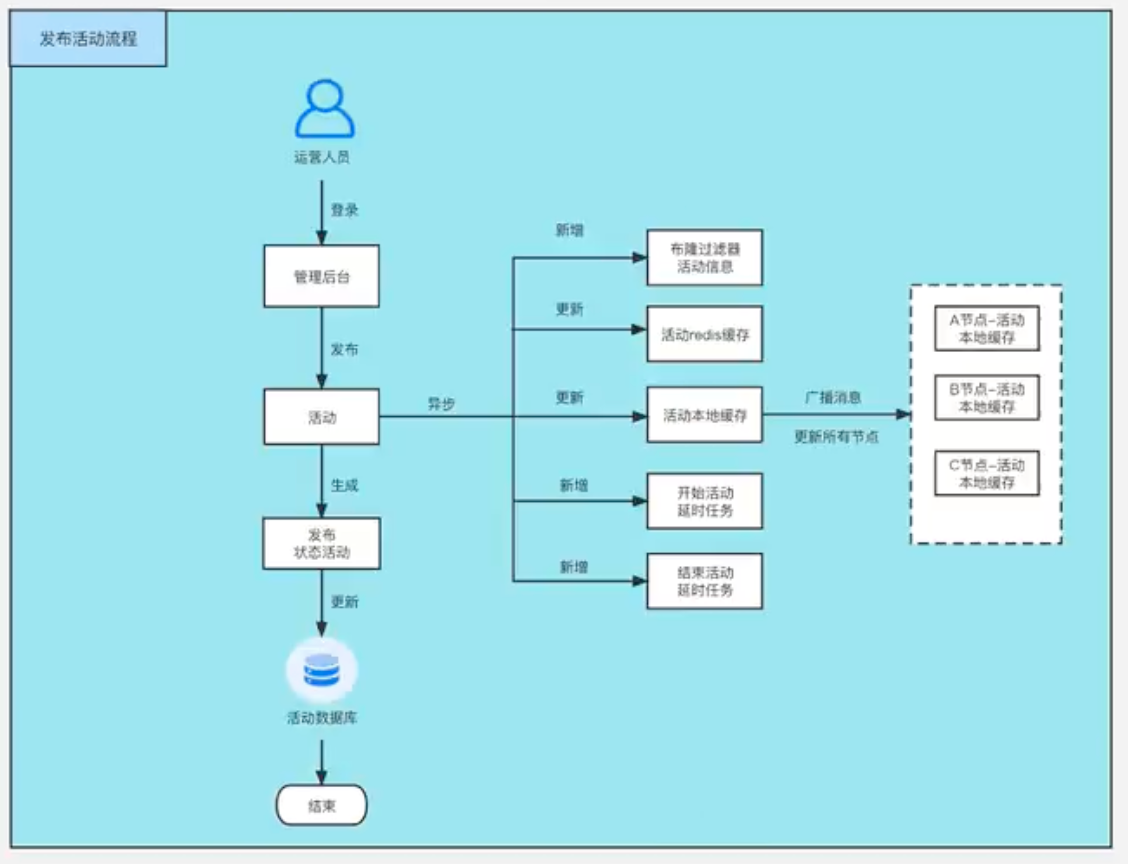 发布活动流程
运营人员
登录
管理后台
发布
活动
生成
发布
状态活动
更新
活动数据库
结束
异步
新增
布隆过滤器
活动信息
更新
活动redis缓存
更新
活动本地缓存
新增
开始活动
延时任务
新增
结束活动
延时任务
广播消息
更新所有节点
A节点-活动
本地缓存
B节点-活动
本地缓存
C节点-活动
本地缓存